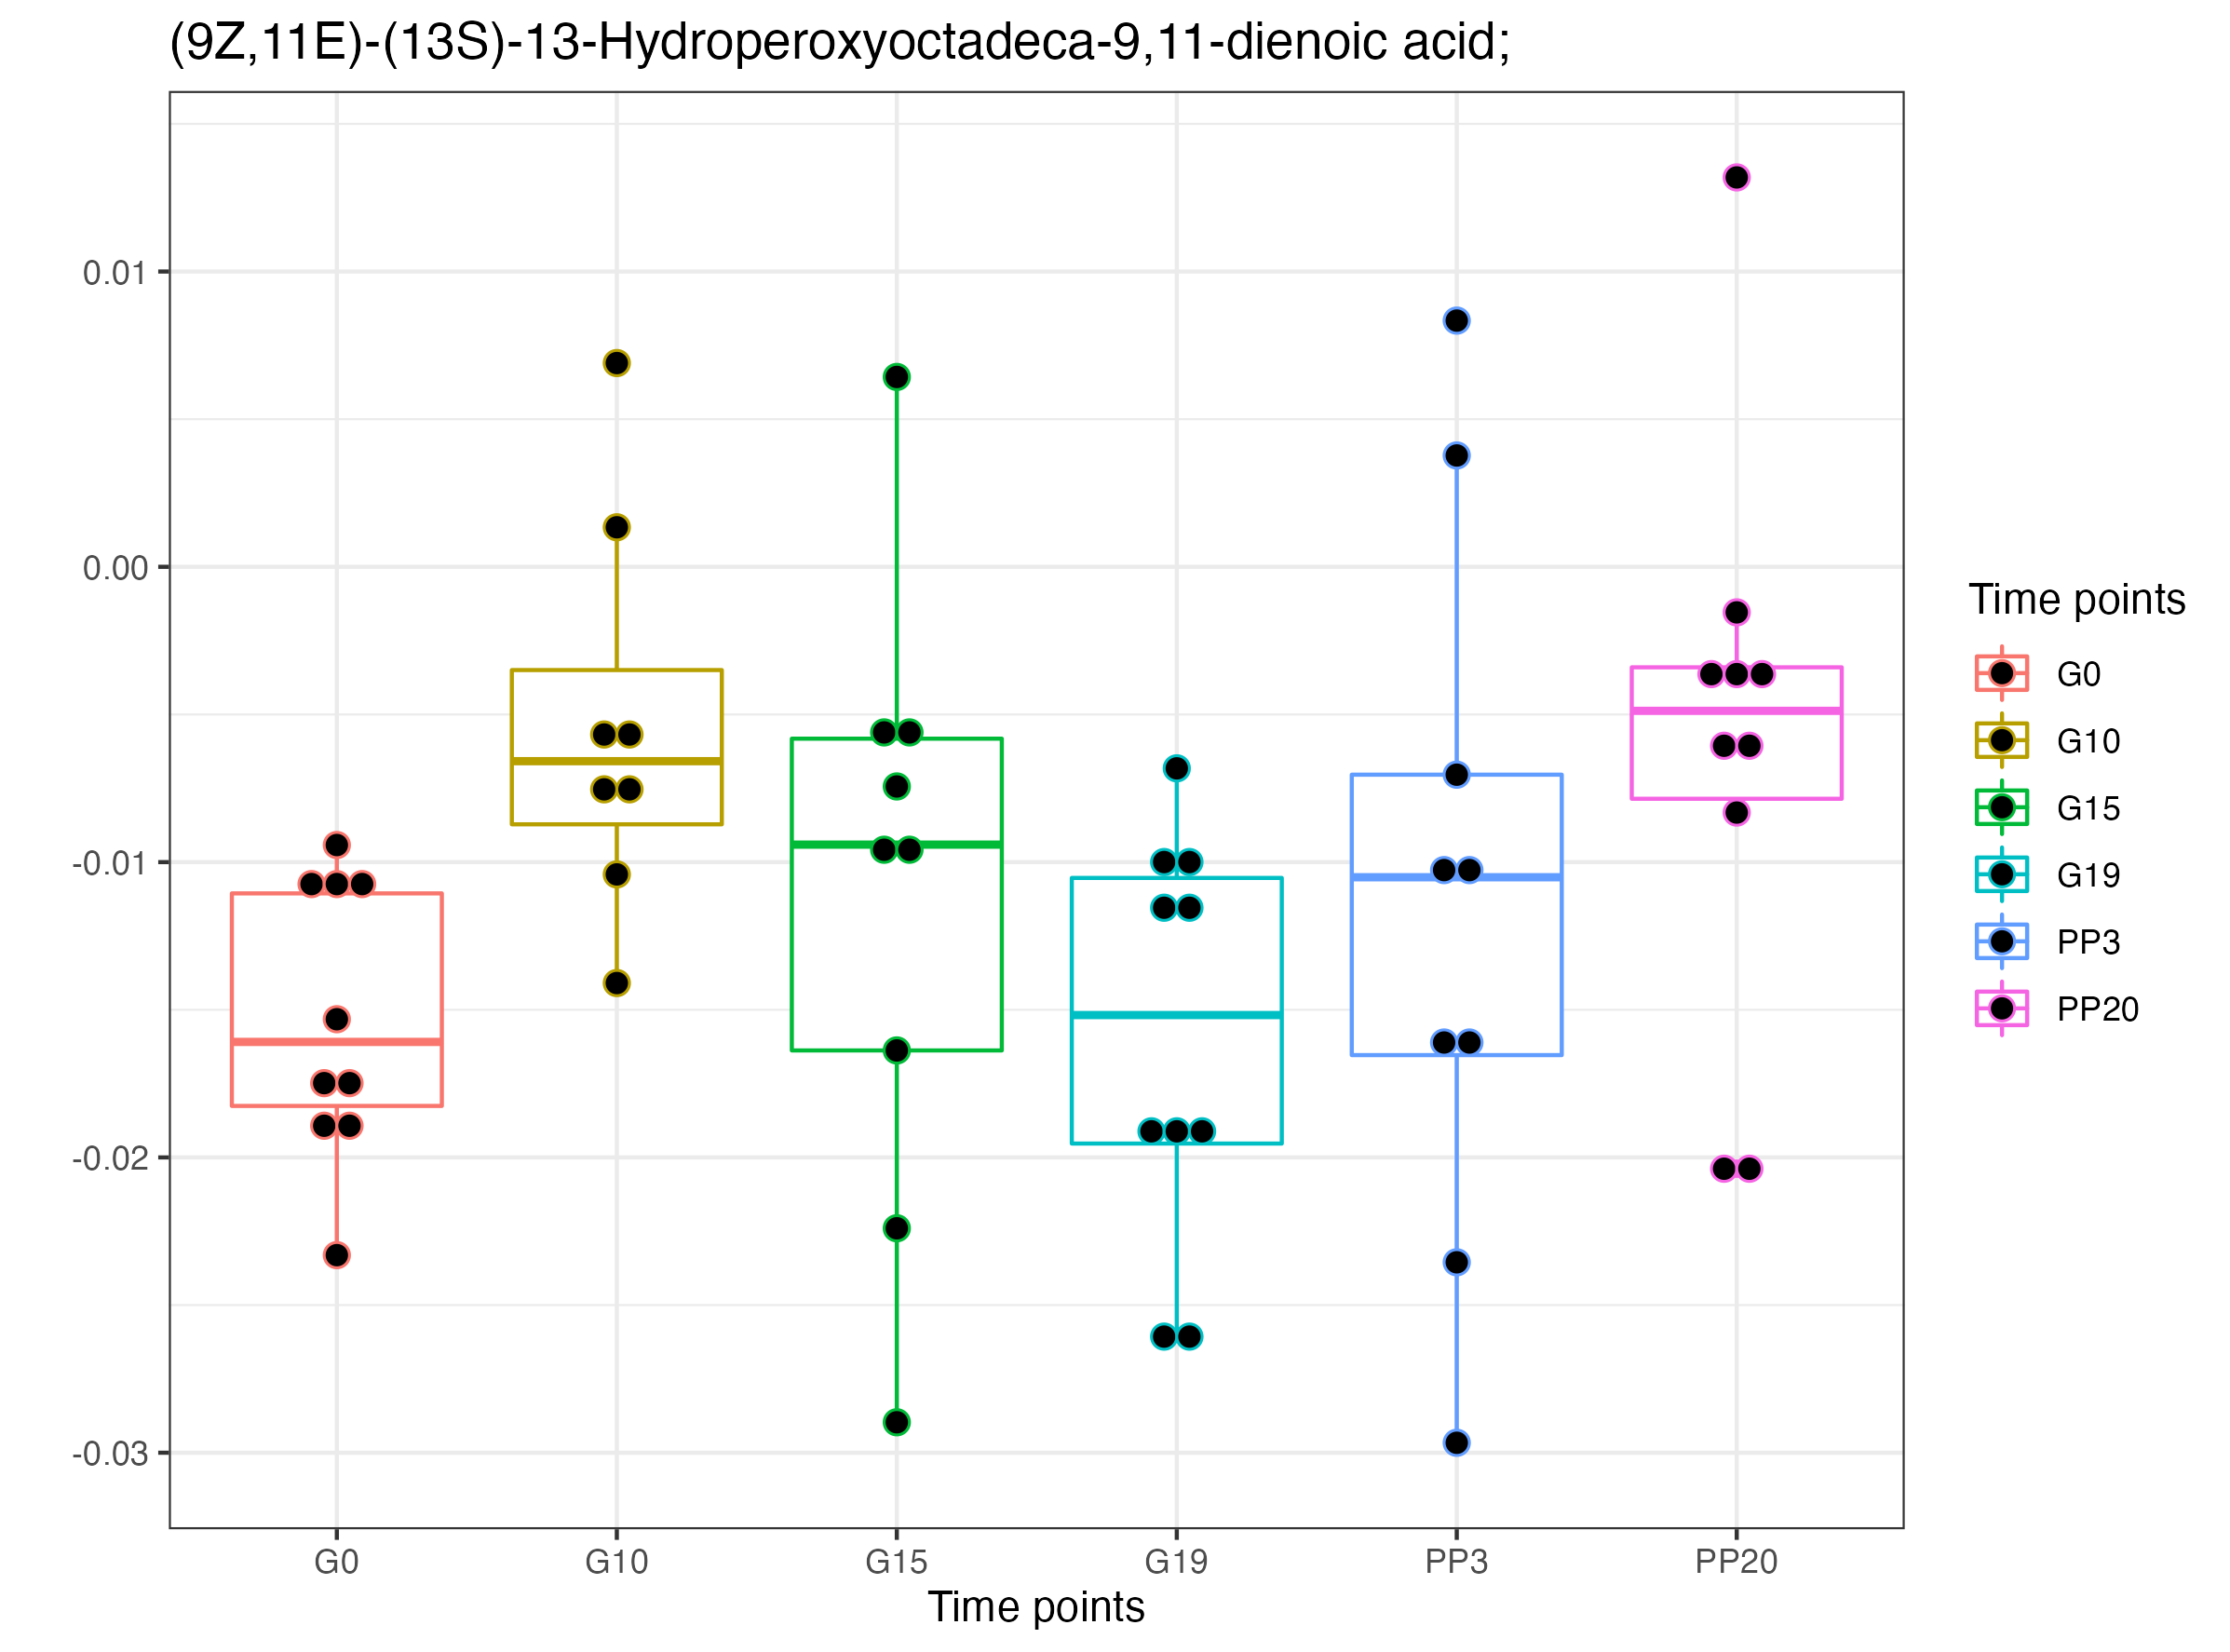 (9Z,11E)-(13S)-13-Hydroperoxyoctadeca-9,11-dienoic acid;
0.01
0.00
-0.01
-0.02
-0.03
G0 G10 G15 G19 PP3 PP20
Time points
Time points
G0
G10
G15
G19
PP3
PP20